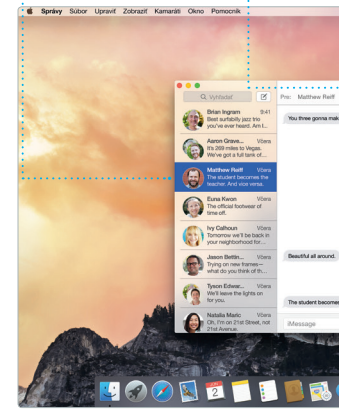 Správy Súbor Upraviť Zobraziť Kamaráti Okno Pomocník
Vyhľadať
Pro: Matthew Reiff
Brian Ingram 9:41
Best surfabilly jazz trio
you've ever heard. Am I...
You three gonna mak
Aaron Grave... Včera
It's 269 miles to Vegas.
We've got a full tank of...
Matthew Reiff Včera
The student becomes the
teacher. And vice versa.
Euna Kwon Včera
The official footwear of
time off.
Ivy Calhoun Včera
Tomorrow we'll be back in
your neighborhood for...
Jason Bettin... Včera
Trying on new frames—
what do you think of th...
Beautiful all around.
Tyson Edwar... Včera
We'll leave the lights on
for you.
The student becomes
Natalia Maric Včera
Oh, I'm on 21st Street, not
21st Avenue.
iMessage
2